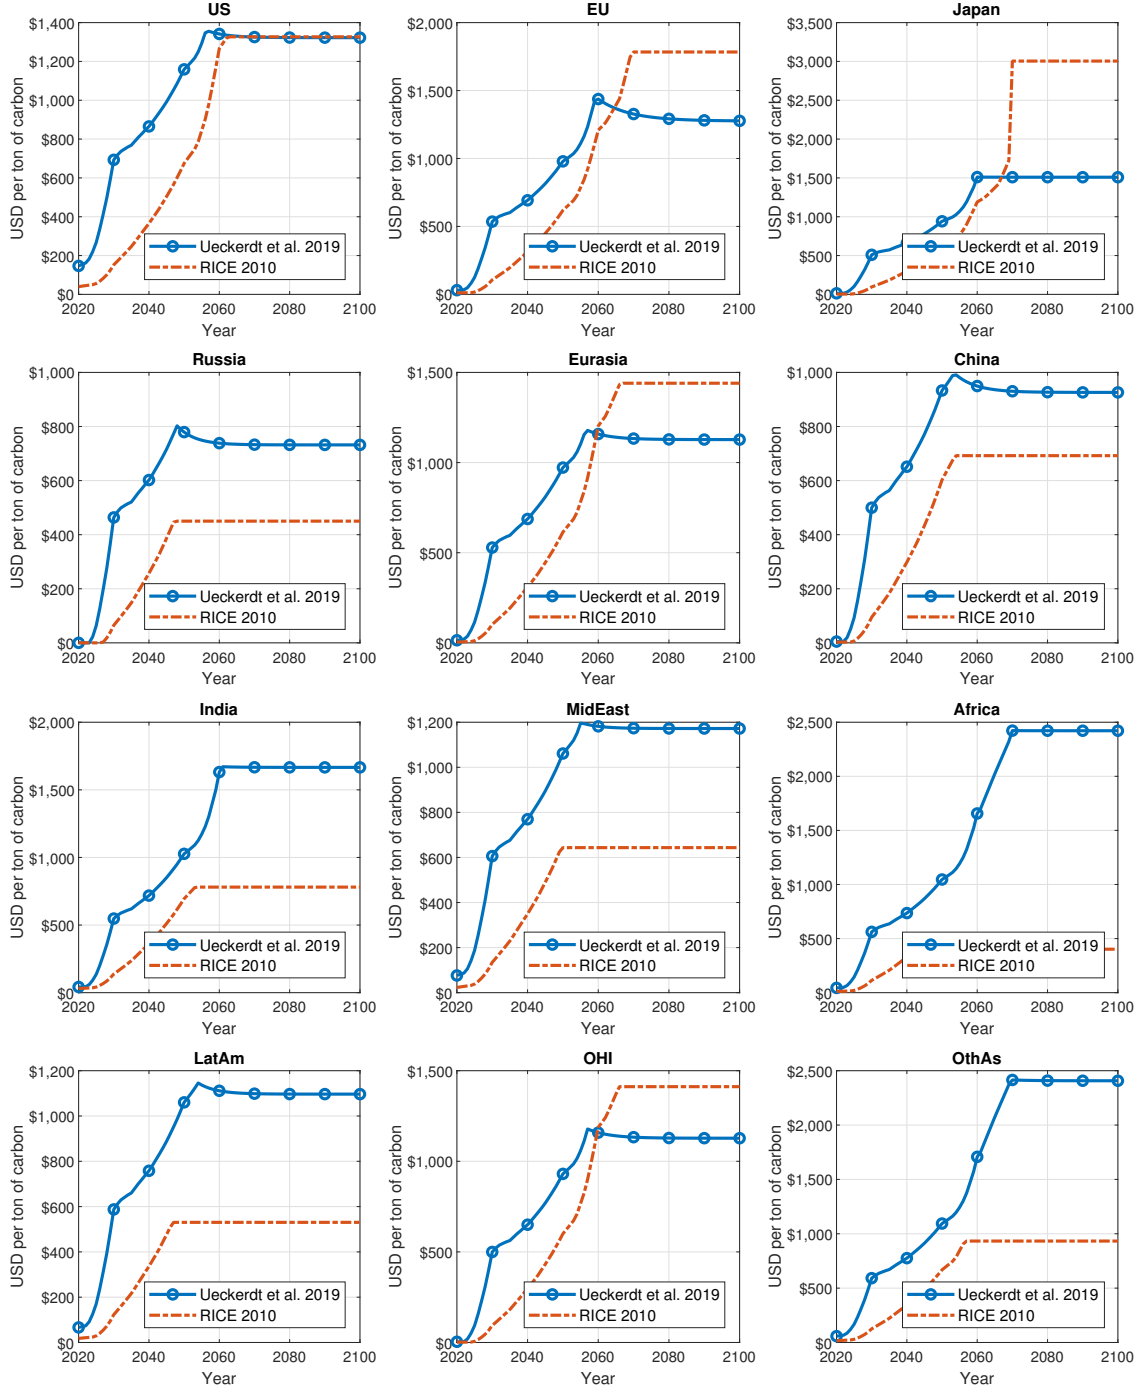 US
USD per ton of carbon
$1,400
$1,200
$1,000
$800
$600
$400
$200
$0
Ueckerdt et al. 2019
RICE 2010
2020 2040 2060 2080 2100
Year
EU
USD per ton of carbon
$2,000
$1,500
$1,000
$500
$0
Ueckerdt et al. 2019
RICE 2010
2020 2040 2060 2080 2100
Year
Japan
USD per ton of carbon
$3,500
$3,000
$2,500
$2,000
$1,500
$1,000
$500
$0
Ueckerdt et al. 2019
RICE 2010
2020 2040 2060 2080 2100
Year
Russia
USD per ton of carbon
$1,000
$800
$600
$400
$200
$0
Ueckerdt et al. 2019
RICE 2010
2020 2040 2060 2080 2100
Year
Eurasia
USD per ton of carbon
$1,500
$1,000
$500
$0
Ueckerdt et al. 2019
RICE 2010
2020 2040 2060 2080 2100
Year
China
USD per ton of carbon
$1,000
$800
$600
$400
$200
$0
Ueckerdt et al. 2019
RICE 2010
2020 2040 2060 2080 2100
Year
India
USD per ton of carbon
$2,000
$1,500
$1,000
$500
$0
Ueckerdt et al. 2019
RICE 2010
2020 2040 2060 2080 2100
Year
MidEast
USD per ton of carbon
$1,200
$1,000
$800
$600
$400
$200
$0
Ueckerdt et al. 2019
RICE 2010
2020 2040 2060 2080 2100
Year
Africa
USD per ton of carbon
$2,500
$2,000
$1,500
$1,000
$500
$0
Ueckerdt et al. 2019
RICE 2010
2020 2040 2060 2080 2100
Year
LatAm
USD per ton of carbon
$1,200
$1,000
$800
$600
$400
$200
$0
Ueckerdt et al. 2019
RICE 2010
2020 2040 2060 2080 2100
Year
OHI
USD per ton of carbon
$1,500
$1,000
$500
$0
Ueckerdt et al. 2019
RICE 2010
2020 2040 2060 2080 2100
Year
OthAs
USD per ton of carbon
$2,500
$2,000
$1,500
$1,000
$500
$0
Ueckerdt et al. 2019
RICE 2010
2020 2040 2060 2080 2100
Year